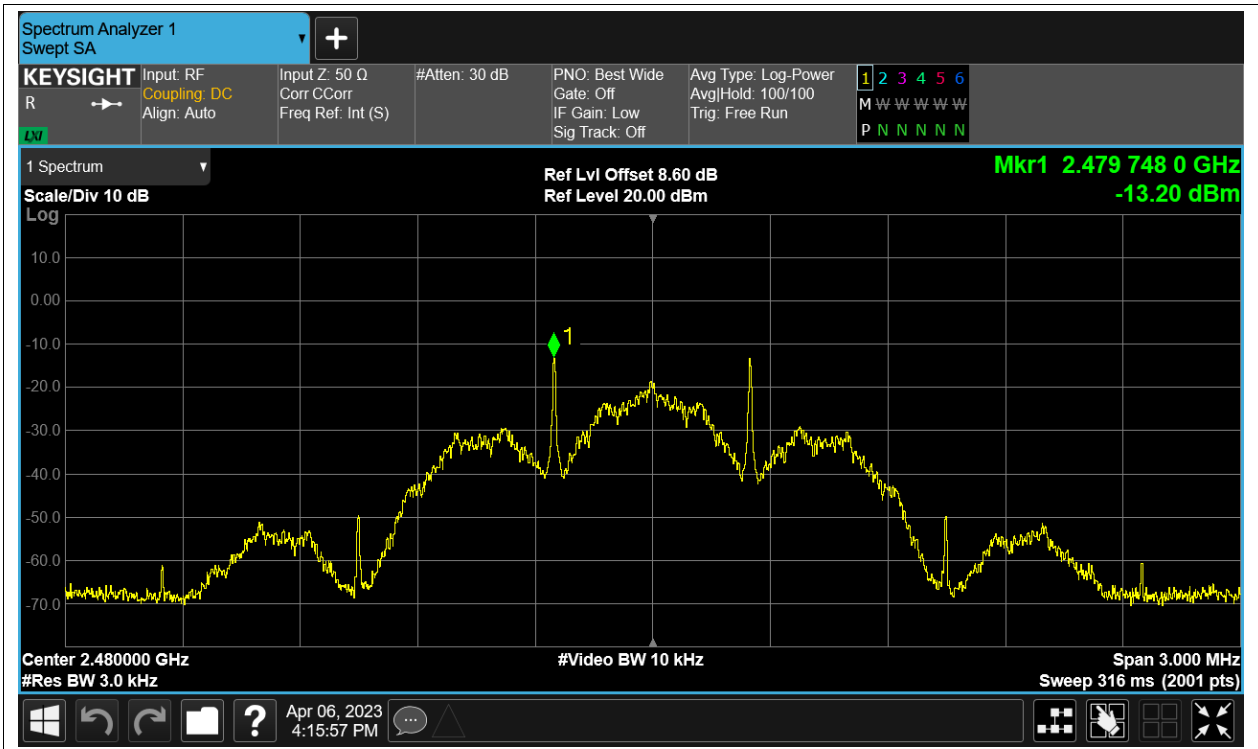 Spectrum Analyzer 1
Swept SA
KEYSIGHT
R
LXI
Input: RF
Coupling: DC
Align: Auto
Input Z: 50 Ω
Corr CCorr
Freq Ref: Int (S)
#Atten: 30 dB
PNO: Best Wide
Gate: Off
IF Gain: Low
Sig Track: Off
Avg Type: Log-Power
Avg|Hold: 100/100
Trig: Free Run
1 2 3 4 5 6
M W W W W W
P N N N N N
1 Spectrum
Scale/Div 10 dB
Log
Ref Lvl Offset 8.60 dB
Ref Level 20.00 dBm
Mkr1 2.479 748 0 GHz
-13.20 dBm
10.0
0.00
-10.0
-20.0
-30.0
-40.0
-50.0
-60.0
-70.0
1
Center 2.480000 GHz
#Res BW 3.0 kHz
#Video BW 10 kHz
Span 3.000 MHz
Sweep 316 ms (2001 pts)
?
Apr 06, 2023
4:15:57 PM